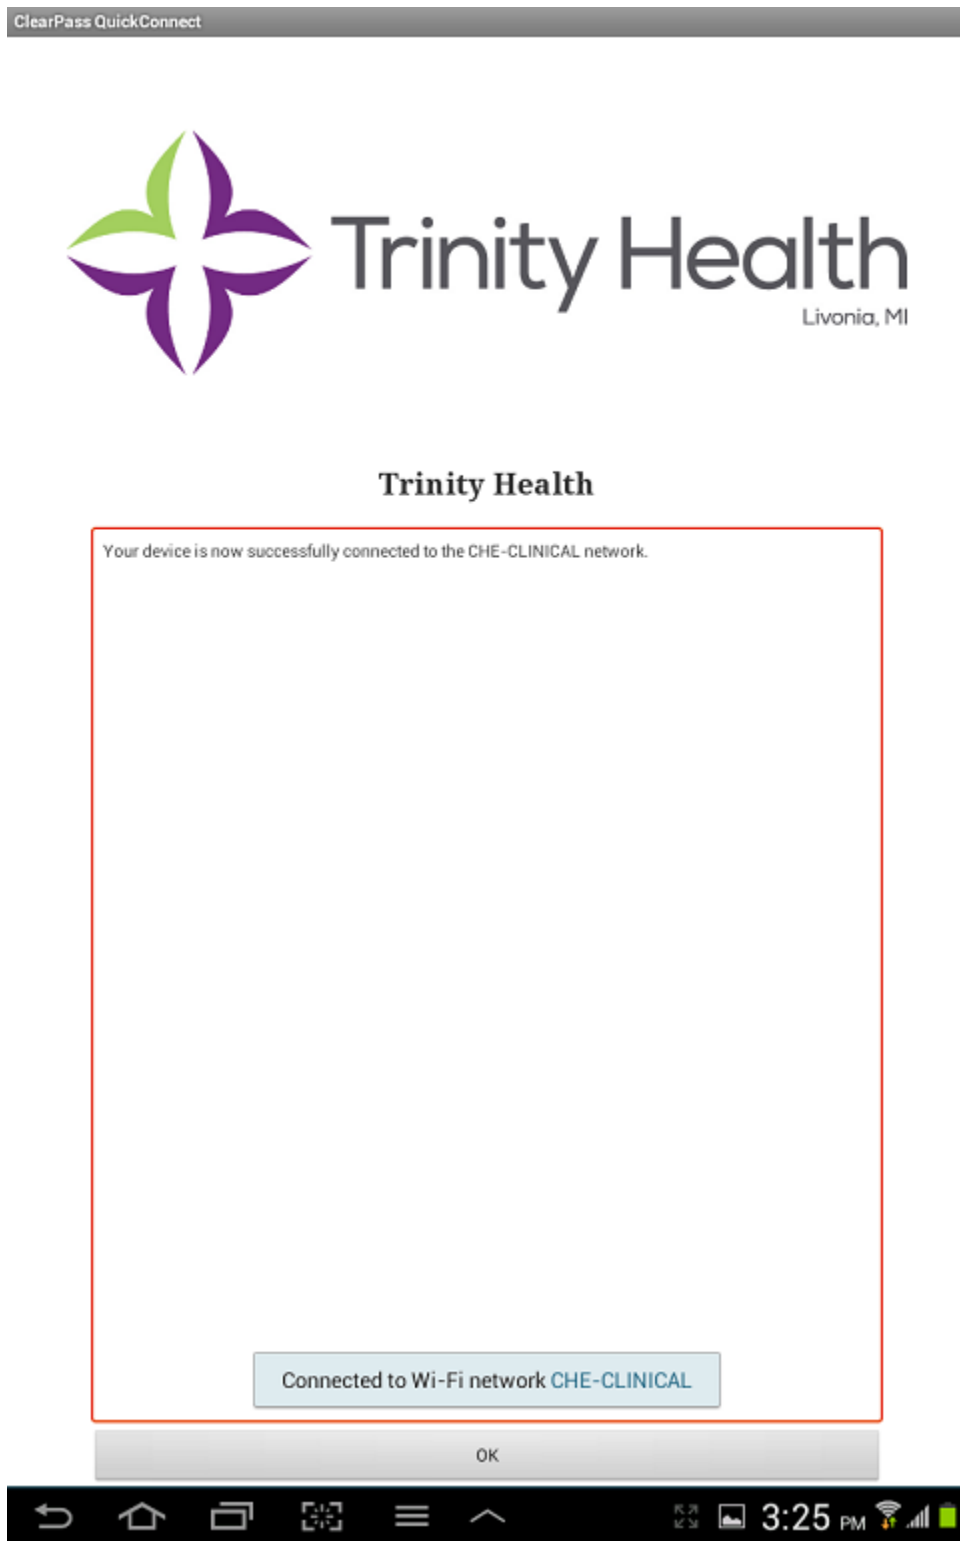 ClearPass QuickConnect
Trinity Health
Livonia, MI
Trinity Health
Your device is now successfully connected to the CHE-CLINICAL network.
Connected to Wi-Fi network CHE-CLINICAL
OK
3:25 PM